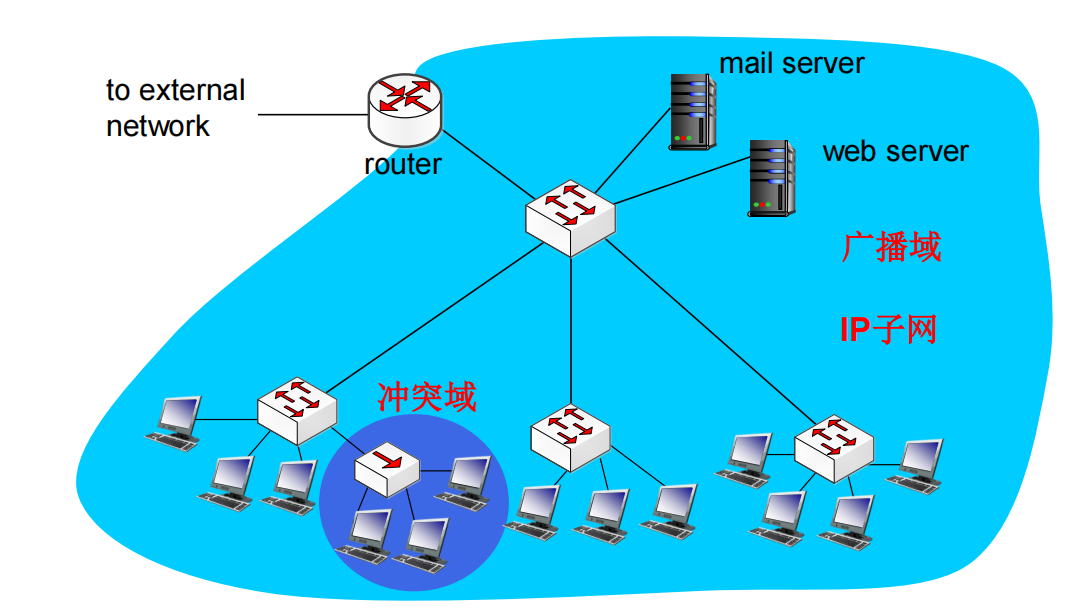 to external
network
router
mail server
web server
广播域
IP子网
冲突域